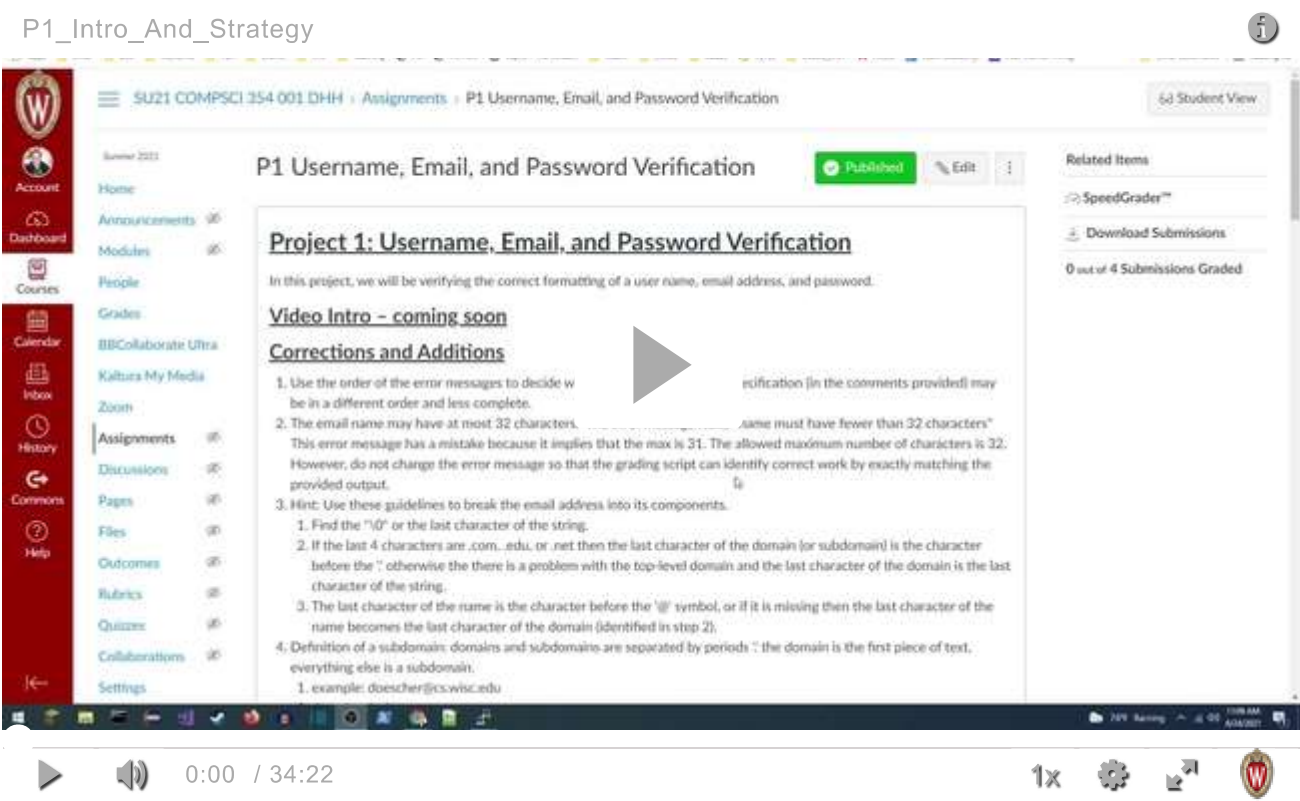 P1_Intro_And_Strategy
SU21 COMPSCI 354 001 DHH › Assignments › P1 Username, Email, and Password Verification
Student View
Account
Dashboard
Courses
Calendar
Inbox
History
Commons
Help
Summer 2021
Home
Announcements
Modules
People
Grades
BBCollaborate Ultra
Kaltura My Media
Zoom
Assignments
Discussions
Pages
Files
Outcomes
Rubrics
Quizzes
Collaborations
Settings
P1 Username, Email, and Password Verification
Published
Edit
Related Items
SpeedGrader™
Download Submissions
0 out of 4 Submissions Graded
Project 1: Username, Email, and Password Verification
In this project, we will be verifying the correct formatting of a user name, email address, and password.
Video Intro – coming soon
Corrections and Additions
1. Use the order of the error messages to decide w ecification (in the comments provided) may
be in a different order and less complete.
2. The email name may have at most 32 characters. name must have fewer than 32 characters"
This error message has a mistake because it implies that the max is 31. The allowed maximum number of characters is 32.
However, do not change the error message so that the grading script can identify correct work by exactly matching the
provided output.
3. Hint: Use these guidelines to break the email address into its components.
1. Find the "\0" or the last character of the string.
2. If the last 4 characters are .com, .edu, or .net then the last character of the domain (or subdomain) is the character
before the '.' otherwise the there is a problem with the top-level domain and the last character of the domain is the last
character of the string.
3. The last character of the name is the character before the '@' symbol, or if it is missing then the last character of the
name becomes the last character of the domain (identified in step 2).
4. Definition of a subdomain: domains and subdomains are separated by periods '.' the domain is the first piece of text,
everything else is a subdomain.
1. example: doescher@cs.wisc.edu
0:00 / 34:22
1x